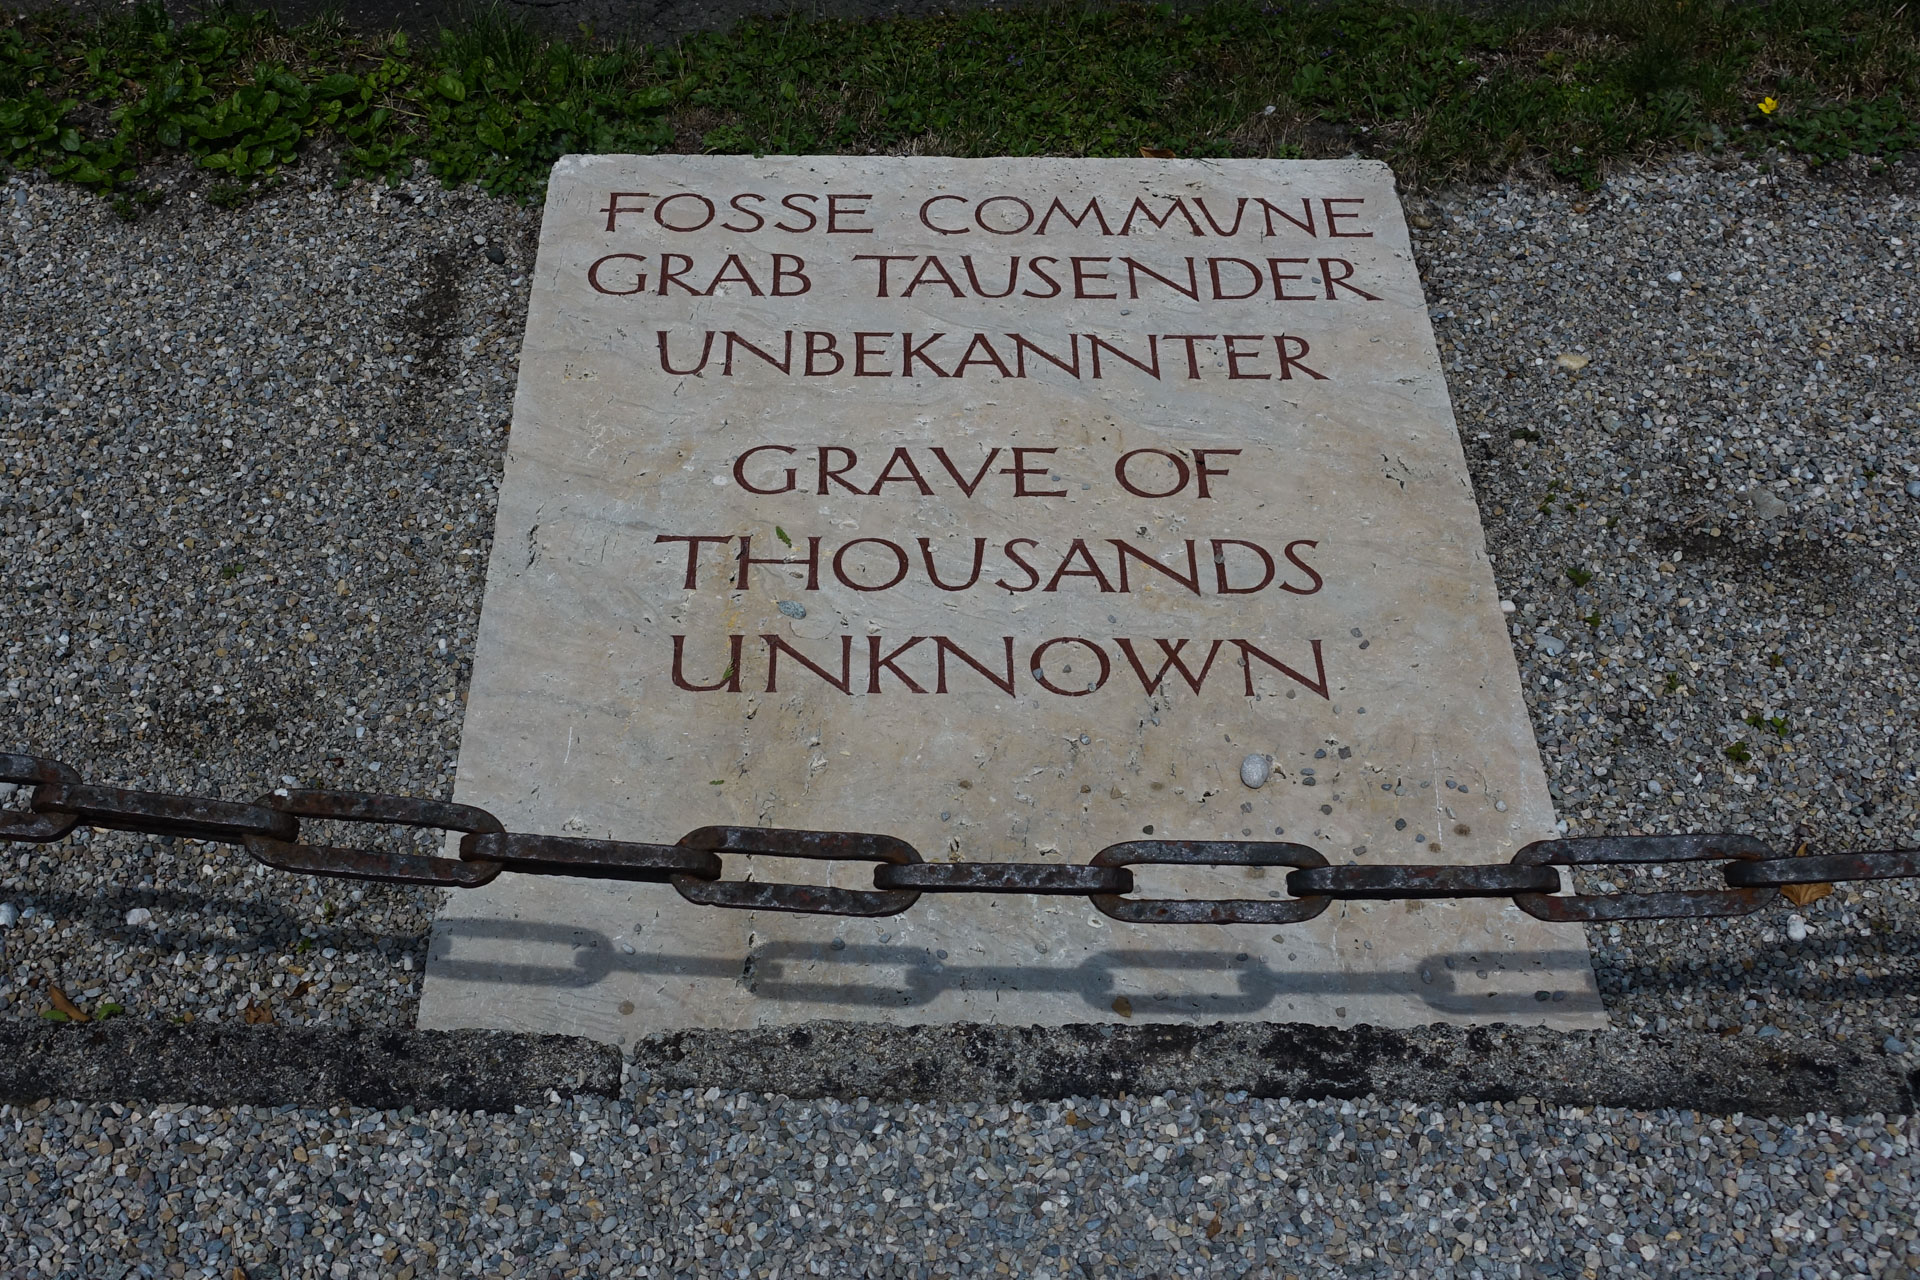 FOSSE COMMUNE
GRAB TAUSENDER
UNBEKANNTER
GRAVE OF
THOUSANDS
UNKNOWN